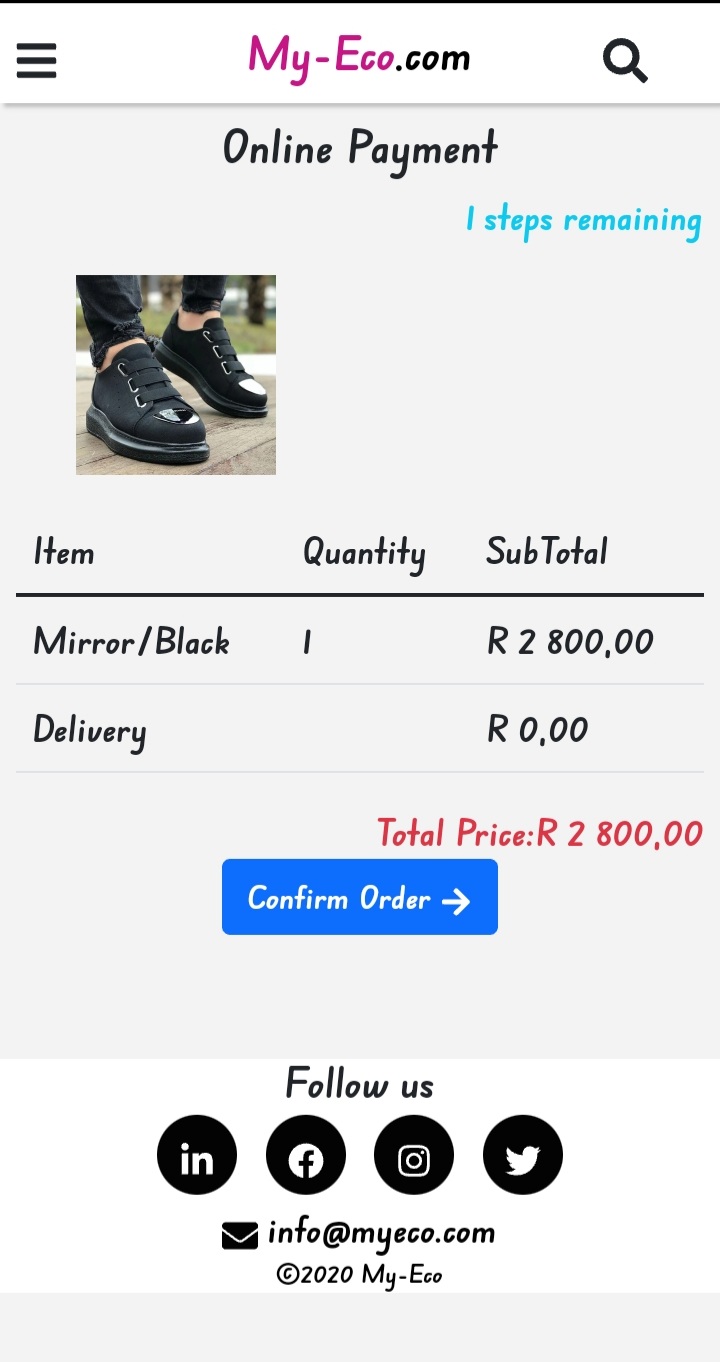 My-Eco.com
Online Payment
1 steps remaining
Item Quantity SubTotal
Mirror/Black 1 R 2 800,00
Delivery R 0,00
Total Price:R 2 800,00
Confirm Order →
Follow us
info@myeco.com
©2020 My-Eco